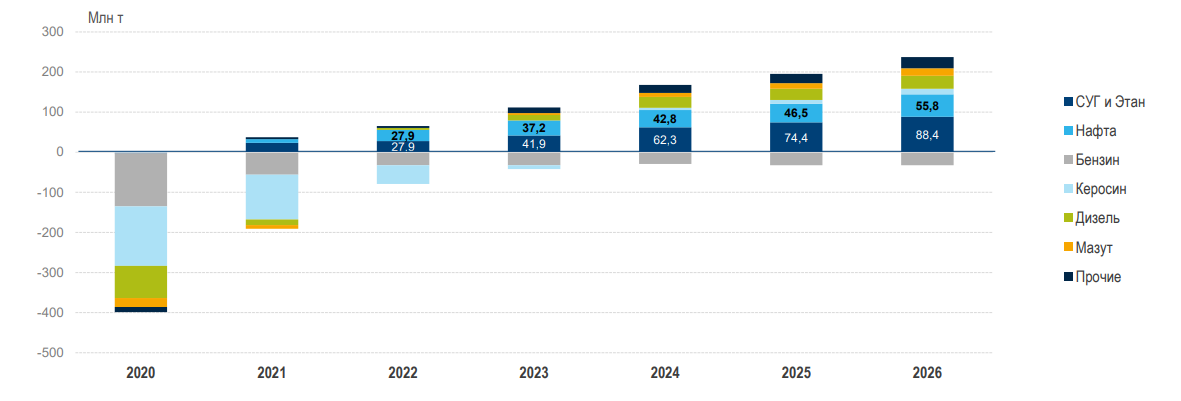 Млн т
300
200
100
0
-100
-200
-300
-400
-500
27,9
27,9
37,2
41,9
42,8
62,3
46,5
74,4
55,8
88,4
2020 2021 2022 2023 2024 2025 2026
СУГ и Этан
Нафта
Бензин
Керосин
Дизель
Мазут
Прочие